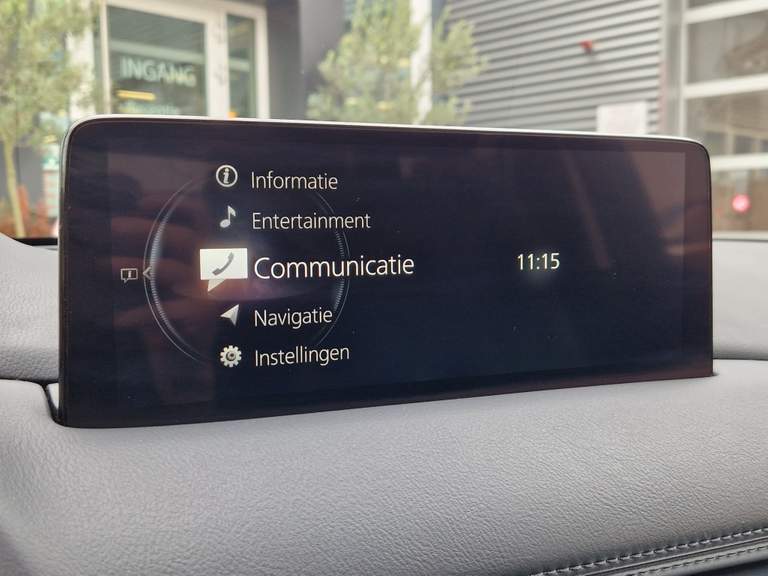 INGANG
Informatie
Entertainment
Communicatie
11:15
Navigatie
Instellingen